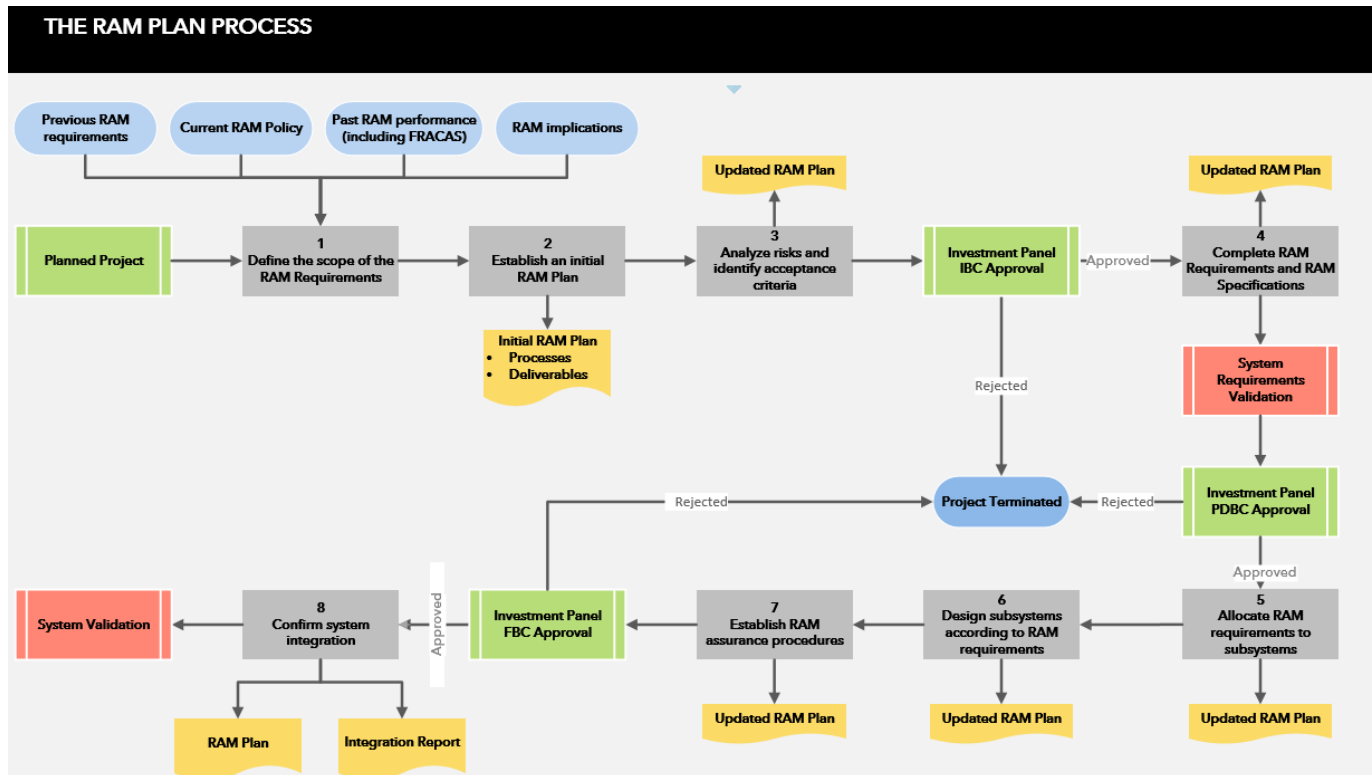 THE RAM PLAN PROCESS
Previous RAM
requirements
Current RAM Policy
Past RAM performance
(including FRACAS)
RAM implications
Updated RAM Plan
Updated RAM Plan
Planned Project
1
Define the scope of the
RAM Requirements
2
Establish an initial
RAM Plan
3
Analyze risks and
identify acceptance
criteria
Investment Panel
IBC Approval
Approved
4
Complete RAM
Requirements and RAM
Specifications
Initial RAM Plan
• Processes
• Deliverables
Rejected
System
Requirements
Validation
Rejected
Project Terminated
Rejected
Investment Panel
PDBC Approval
Approved
System Validation
8
Confirm system
integration
Approved
Investment Panel
FBC Approval
7
Establish RAM
assurance procedures
6
Design subsystems
according to RAM
requirements
5
Allocate RAM
requirements to
subsystems
RAM Plan
Integration Report
Updated RAM Plan
Updated RAM Plan
Updated RAM Plan